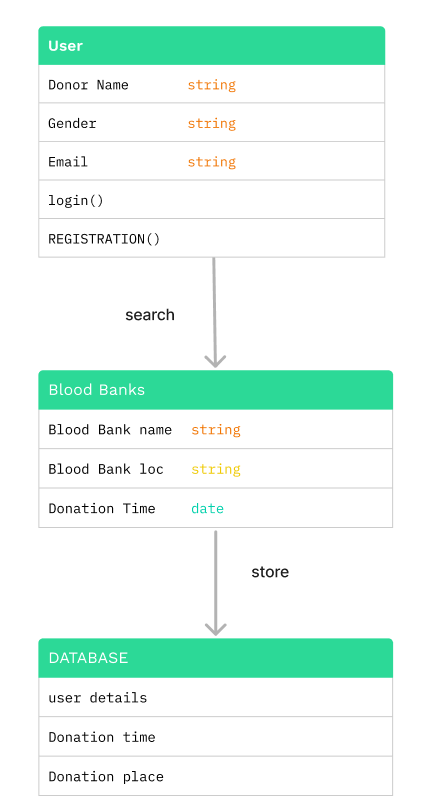 User
Donor Name string
Gender string
Email string
login()
REGISTRATION()
search
Blood Banks
Blood Bank name string
Blood Bank loc string
Donation Time date
store
DATABASE
user details
Donation time
Donation place